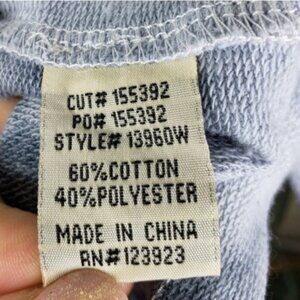 CUT# 155392
PO# 155392
STYLE# 13960W
60%COTTON
40%POLYESTER
MADE IN CHINA
RN#123923